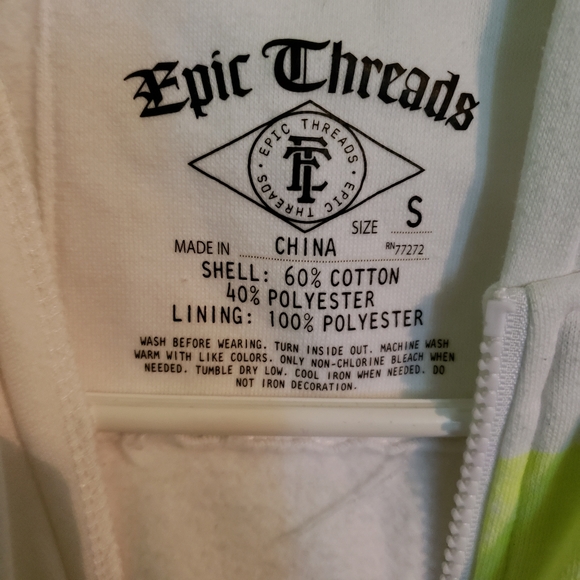 Epic Threads
EPIC THREADS · EPIC THREADS ·
SIZE S
MADE IN CHINA RN77272
SHELL: 60% COTTON
40% POLYESTER
LINING: 100% POLYESTER
WASH BEFORE WEARING. TURN INSIDE OUT. MACHINE WASH
WARM WITH LIKE COLORS. ONLY NON-CHLORINE BLEACH WHEN
NEEDED. TUMBLE DRY LOW. COOL IRON WHEN NEEDED. DO
NOT IRON DECORATION.